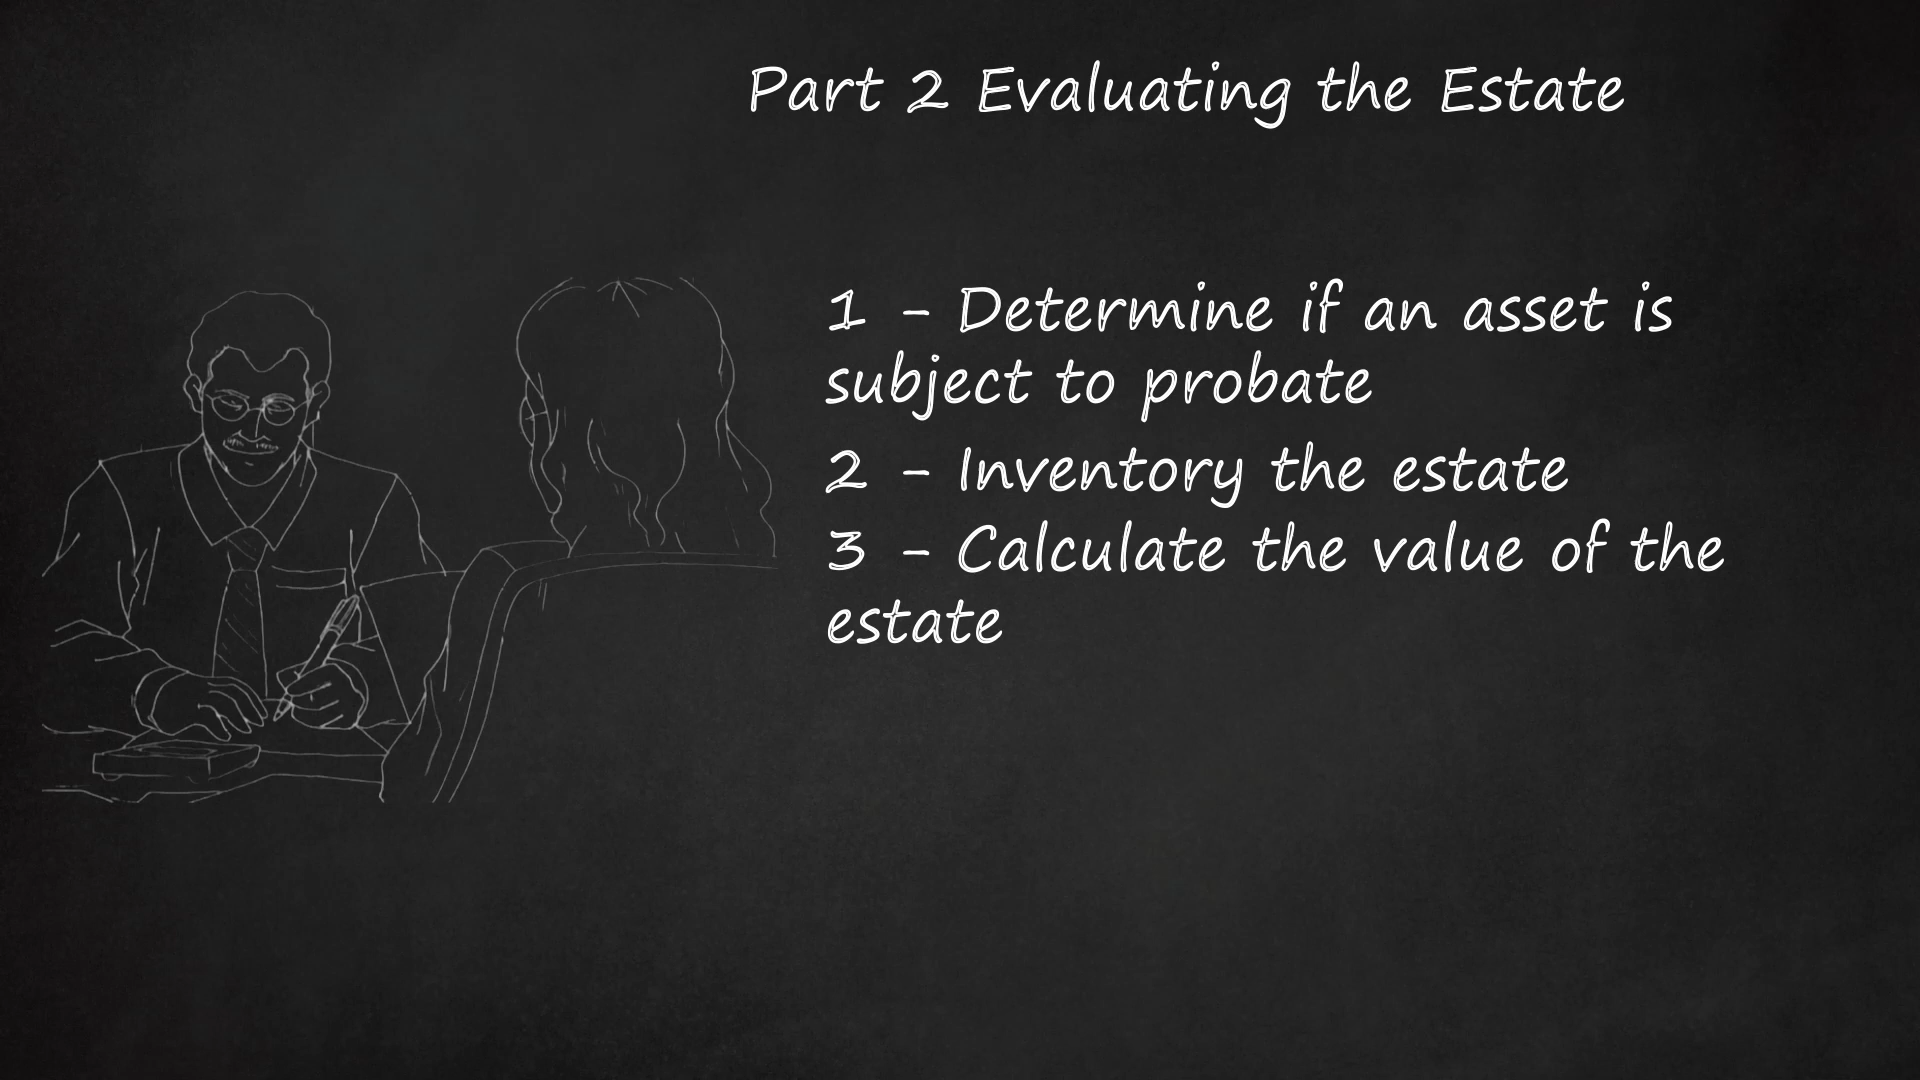 Part 2 Evaluating the Estate
1 - Determine if an asset is
subject to probate
2 - Inventory the estate
3 - Calculate the value of the
estate